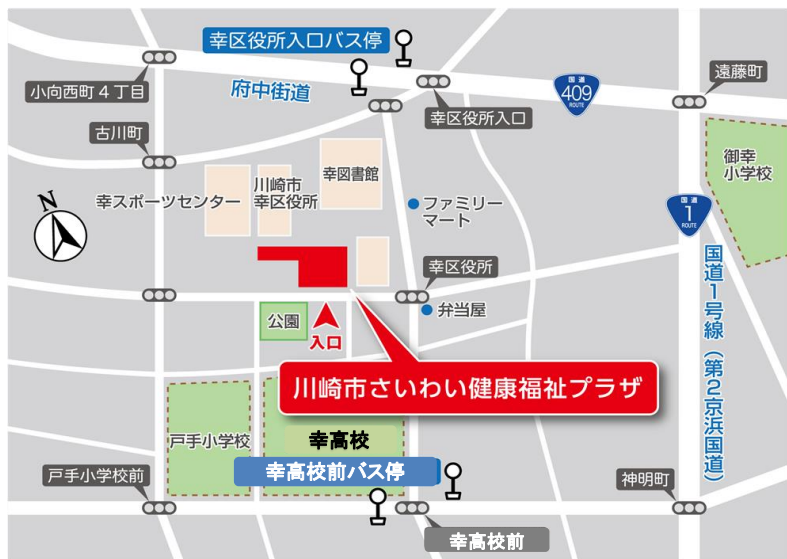 幸区役所入口バス停
国道
409
ROUTE
遠藤町
小向西町4丁目
府中街道
幸区役所入口
古川町
御幸
小学校
幸図書館
川崎市
幸区役所
幸スポーツセンター
ファミリー
マート
国道
1
ROUTE
N
幸区役所
国道1号線（第2京浜国道）
弁当屋
公園
入口
川崎市さいわい健康福祉プラザ
戸手小学校
幸高校
幸高校前バス停
戸手小学校前
神明町
幸高校前